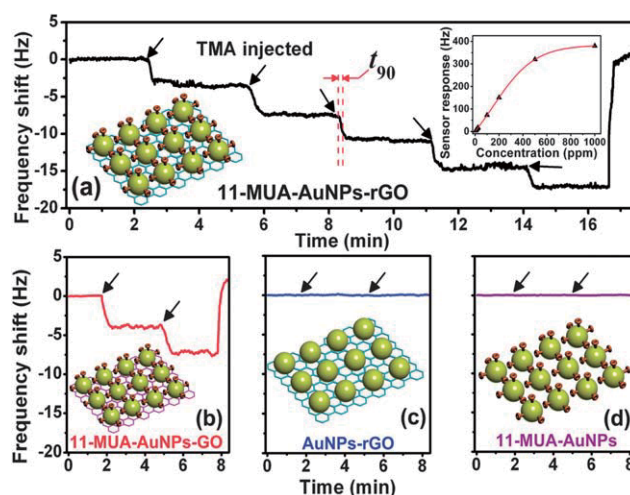 5
0
-5
-10
-15
-20
Frequency shift (Hz)
TMA injected
t90
400
300
200
100
0
Sensor response (Hz)
0 200 400 600 800 1000
Concentration (ppm)
(a)
11-MUA-AuNPs-rGO
0 2 4 6 8 10 12 14 16
Time (min)
5
0
-5
-10
-15
-20
Frequency shift (Hz)
(b)
11-MUA-AuNPs-GO
0 2 4 6 8
(c)
AuNPs-rGO
0 2 4 6 8
(d)
11-MUA-AuNPs
0 2 4 6 8
Time (min)